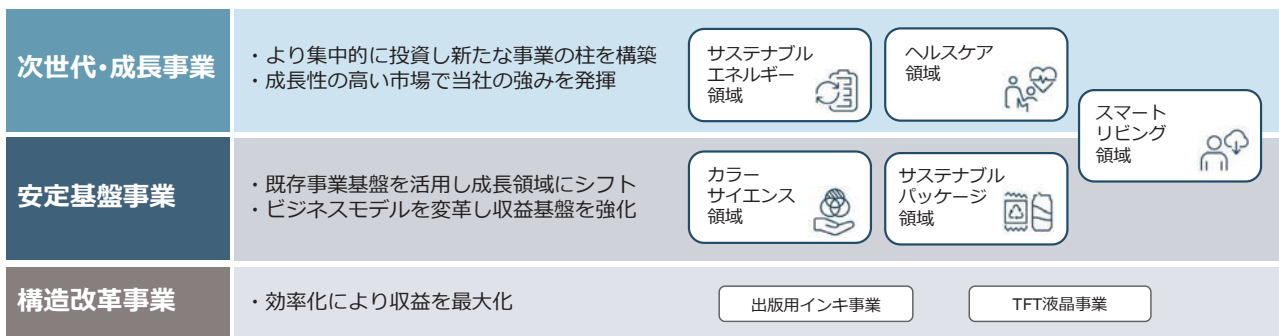 次世代・成長事業
・より集中的に投資し新たな事業の柱を構築
・成長性の高い市場で当社の強みを発揮
サステナブル
エネルギー
領域
ヘルスケア
領域
スマート
リビング
領域
安定基盤事業
・既存事業基盤を活用し成長領域にシフト
・ビジネスモデルを変革し収益基盤を強化
カラー
サイエンス
領域
サステナブル
パッケージ
領域
構造改革事業
・効率化により収益を最大化
出版用インキ事業
TFT液晶事業